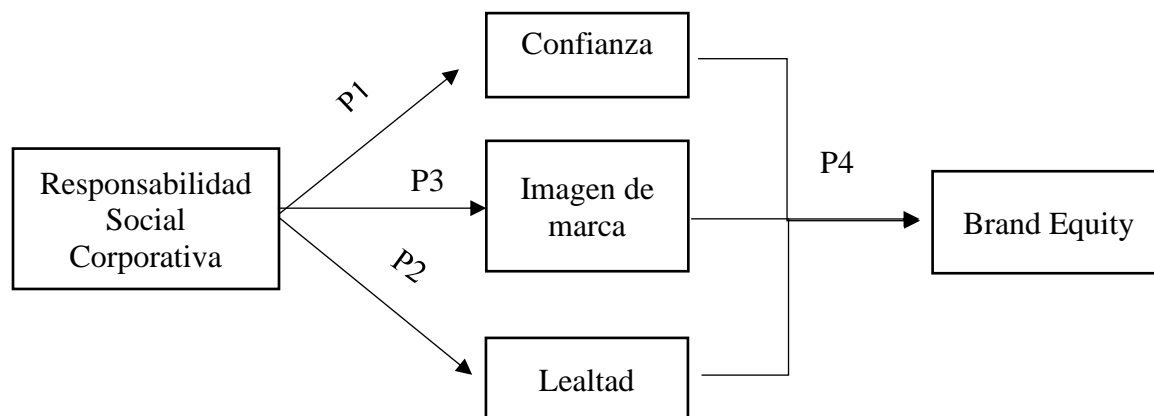 Confianza
P1
Responsabilidad
Social
Corporativa
P3
Imagen de
marca
P4
Brand Equity
P2
Lealtad